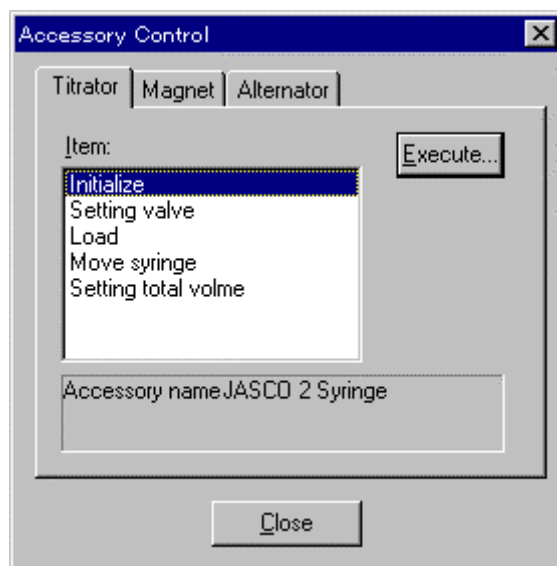 Accessory Control
Titrator Magnet Alternator
Item:
Execute...
Initialize
Setting valve
Load
Move syringe
Setting total volme
Accessory nameJASCO 2 Syringe
Close